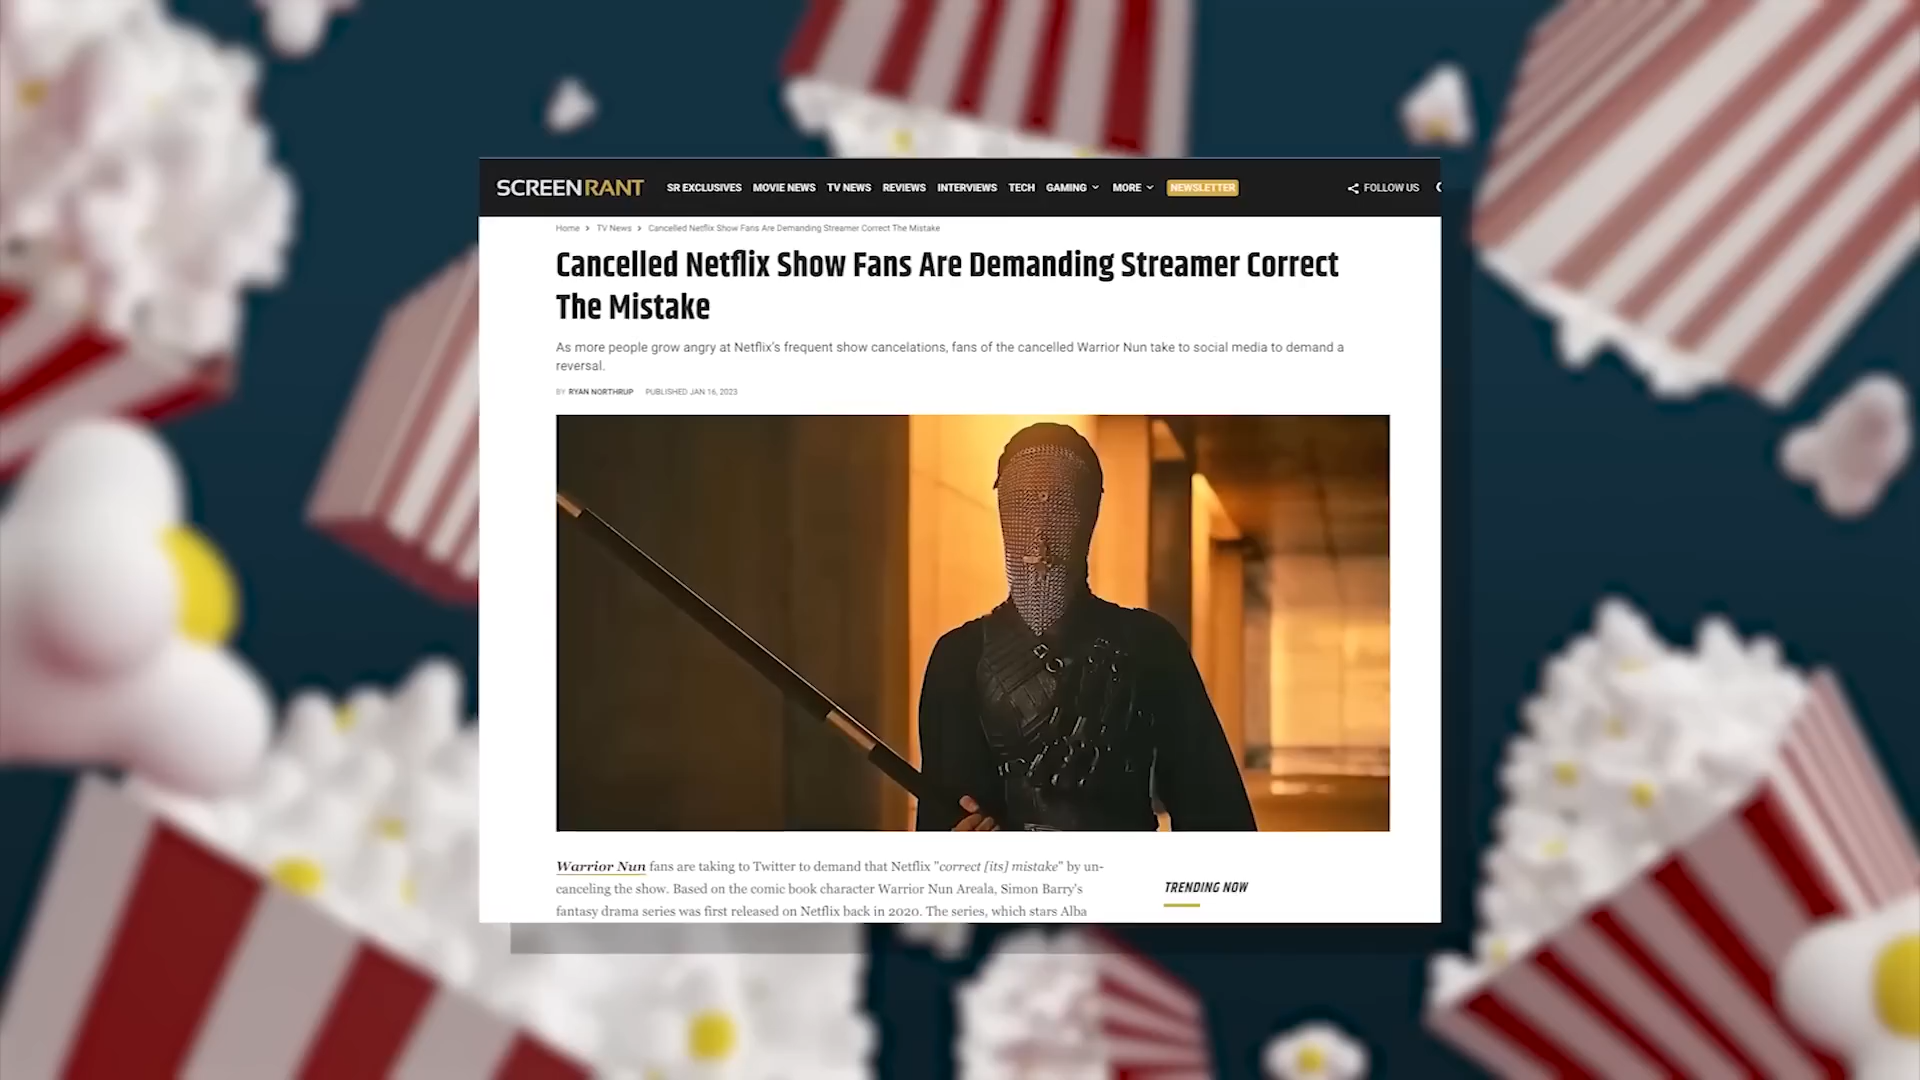 SCREENRANT SR EXCLUSIVES MOVIE NEWS TV NEWS REVIEWS INTERVIEWS TECH GAMING MORE NEWSLETTER FOLLOW US
Home > TV News > Cancelled Netflix Show Fans Are Demanding Streamer Correct The Mistake
Cancelled Netflix Show Fans Are Demanding Streamer Correct
The Mistake
As more people grow angry at Netflix's frequent show cancelations, fans of the cancelled Warrior Nun take to social media to demand a
reversal.
BY RYAN NORTHRUP PUBLISHED JAN 16, 2023
Warrior Nun fans are taking to Twitter to demand that Netflix "correct [its] mistake" by un-
canceling the show. Based on the comic book character Warrior Nun Areala, Simon Barry's
fantasy drama series was first released on Netflix back in 2020. The series, which stars Alba
TRENDING NOW